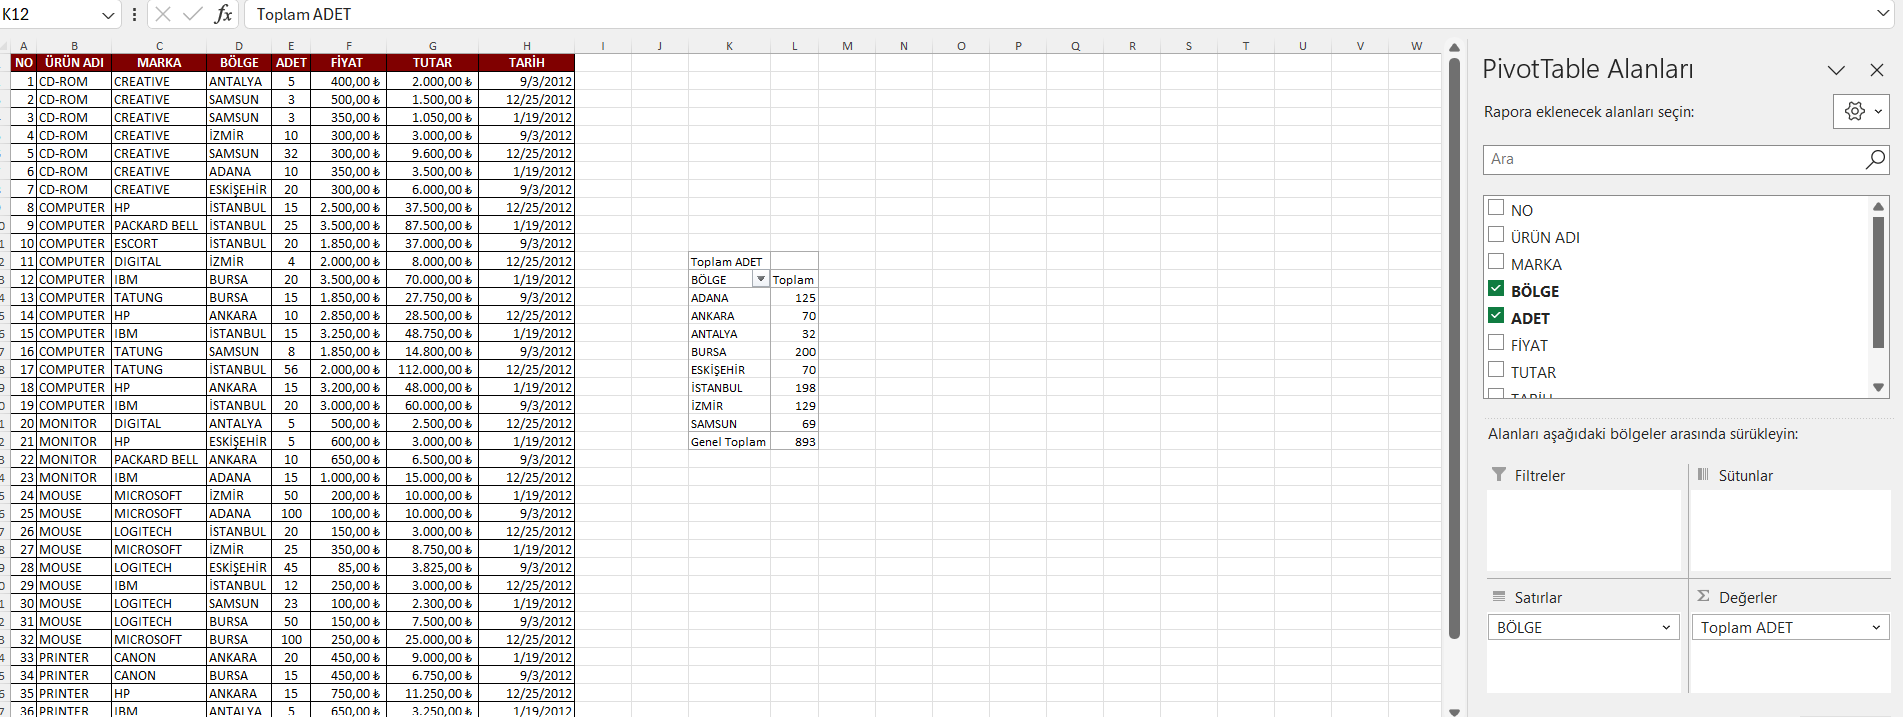 K12 fx Toplam ADET
A B C D E F G H I J K L M N O P Q R S T U V W
NO ÜRÜN ADI MARKA BÖLGE ADET FİYAT TUTAR TARİH
1 CD-ROM CREATIVE ANTALYA 5 400,00 ₺ 2.000,00 ₺ 9/3/2012
2 CD-ROM CREATIVE SAMSUN 3 500,00 ₺ 1.500,00 ₺ 12/25/2012
3 CD-ROM CREATIVE SAMSUN 3 350,00 ₺ 1.050,00 ₺ 1/19/2012
4 CD-ROM CREATIVE İZMİR 10 300,00 ₺ 3.000,00 ₺ 9/3/2012
5 CD-ROM CREATIVE SAMSUN 32 300,00 ₺ 9.600,00 ₺ 12/25/2012
6 CD-ROM CREATIVE ADANA 10 350,00 ₺ 3.500,00 ₺ 1/19/2012
7 CD-ROM CREATIVE ESKİŞEHİR 20 300,00 ₺ 6.000,00 ₺ 9/3/2012
8 COMPUTER HP İSTANBUL 15 2.500,00 ₺ 37.500,00 ₺ 12/25/2012
9 COMPUTER PACKARD BELL İSTANBUL 25 3.500,00 ₺ 87.500,00 ₺ 1/19/2012
10 COMPUTER ESCORT İSTANBUL 20 1.850,00 ₺ 37.000,00 ₺ 9/3/2012
11 COMPUTER DIGITAL İZMİR 4 2.000,00 ₺ 8.000,00 ₺ 12/25/2012
12 COMPUTER IBM BURSA 20 3.500,00 ₺ 70.000,00 ₺ 1/19/2012
13 COMPUTER TATUNG BURSA 15 1.850,00 ₺ 27.750,00 ₺ 9/3/2012
14 COMPUTER HP ANKARA 10 2.850,00 ₺ 28.500,00 ₺ 12/25/2012
15 COMPUTER IBM İSTANBUL 15 3.250,00 ₺ 48.750,00 ₺ 1/19/2012
16 COMPUTER TATUNG SAMSUN 8 1.850,00 ₺ 14.800,00 ₺ 9/3/2012
17 COMPUTER TATUNG İSTANBUL 56 2.000,00 ₺ 112.000,00 ₺ 12/25/2012
18 COMPUTER HP ANKARA 15 3.200,00 ₺ 48.000,00 ₺ 1/19/2012
19 COMPUTER IBM İSTANBUL 20 3.000,00 ₺ 60.000,00 ₺ 9/3/2012
20 MONITOR DIGITAL ANTALYA 5 500,00 ₺ 2.500,00 ₺ 12/25/2012
21 MONITOR HP ESKİŞEHİR 5 600,00 ₺ 3.000,00 ₺ 1/19/2012
22 MONITOR PACKARD BELL ANKARA 10 650,00 ₺ 6.500,00 ₺ 9/3/2012
23 MONITOR IBM ADANA 15 1.000,00 ₺ 15.000,00 ₺ 12/25/2012
24 MOUSE MICROSOFT İZMİR 50 200,00 ₺ 10.000,00 ₺ 1/19/2012
25 MOUSE MICROSOFT ADANA 100 100,00 ₺ 10.000,00 ₺ 9/3/2012
26 MOUSE LOGITECH İSTANBUL 20 150,00 ₺ 3.000,00 ₺ 12/25/2012
27 MOUSE MICROSOFT İZMİR 25 350,00 ₺ 8.750,00 ₺ 1/19/2012
28 MOUSE LOGITECH ESKİŞEHİR 45 85,00 ₺ 3.825,00 ₺ 9/3/2012
29 MOUSE IBM İSTANBUL 12 250,00 ₺ 3.000,00 ₺ 12/25/2012
30 MOUSE LOGITECH SAMSUN 23 100,00 ₺ 2.300,00 ₺ 1/19/2012
31 MOUSE LOGITECH BURSA 50 150,00 ₺ 7.500,00 ₺ 9/3/2012
32 MOUSE MICROSOFT BURSA 100 250,00 ₺ 25.000,00 ₺ 12/25/2012
33 PRINTER CANON ANKARA 20 450,00 ₺ 9.000,00 ₺ 1/19/2012
34 PRINTER CANON BURSA 15 450,00 ₺ 6.750,00 ₺ 9/3/2012
35 PRINTER HP ANKARA 15 750,00 ₺ 11.250,00 ₺ 12/25/2012
36 PRINTER IBM ANTALYA 5 650,00 ₺ 3.250,00 ₺ 1/19/2012
Toplam ADET
BÖLGE Toplam
ADANA 125
ANKARA 70
ANTALYA 32
BURSA 200
ESKİŞEHİR 70
İSTANBUL 198
İZMİR 129
SAMSUN 69
Genel Toplam 893
PivotTable Alanları
Rapora eklenecek alanları seçin:
Ara
NO
ÜRÜN ADI
MARKA
BÖLGE
ADET
FİYAT
TUTAR
TARİH
Alanları aşağıdaki bölgeler arasında sürükleyin:
Filtreler
Sütunlar
Satırlar
BÖLGE
Σ Değerler
Toplam ADET